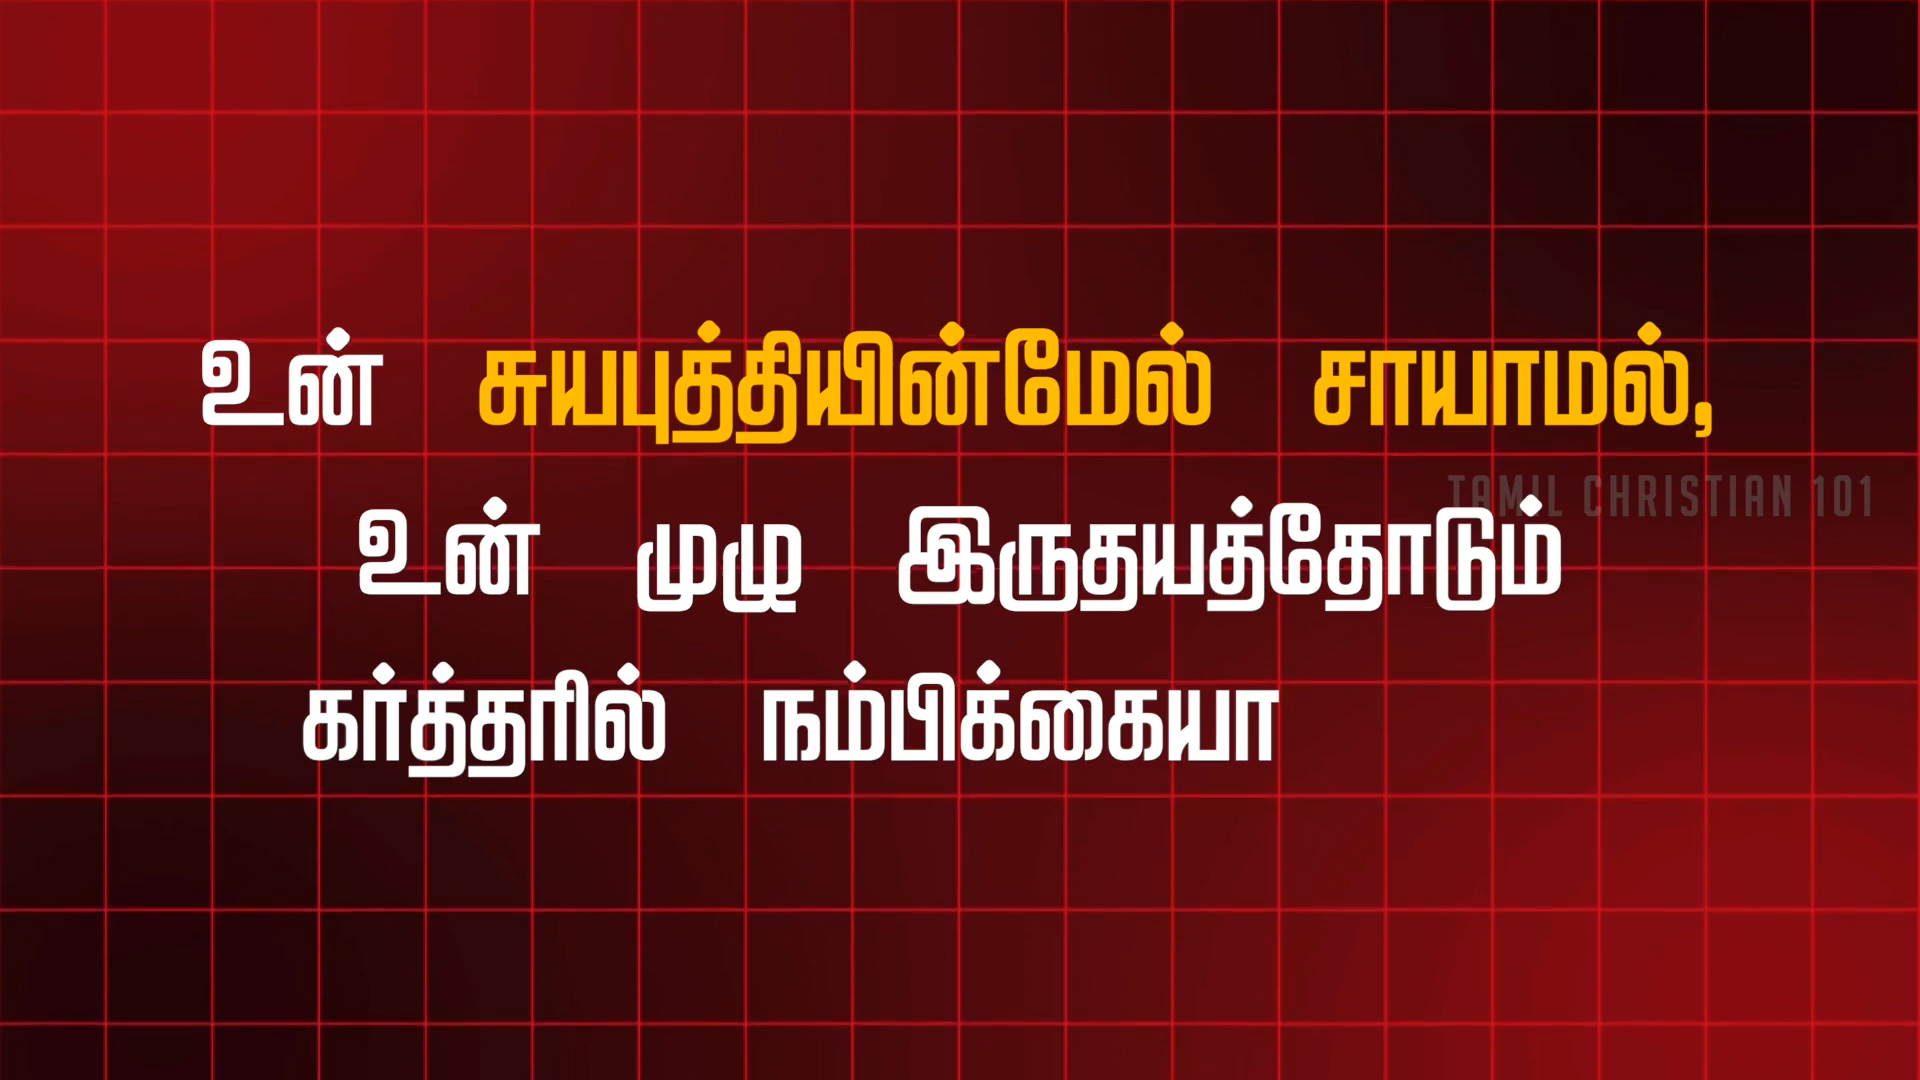 உன் சுயபுத்தியின்மேல் சாயாமல்,
TAMIL CHRISTIAN 101
உன் முழு இருதயத்தோடும்
கர்த்தரில் நம்பிக்கையா